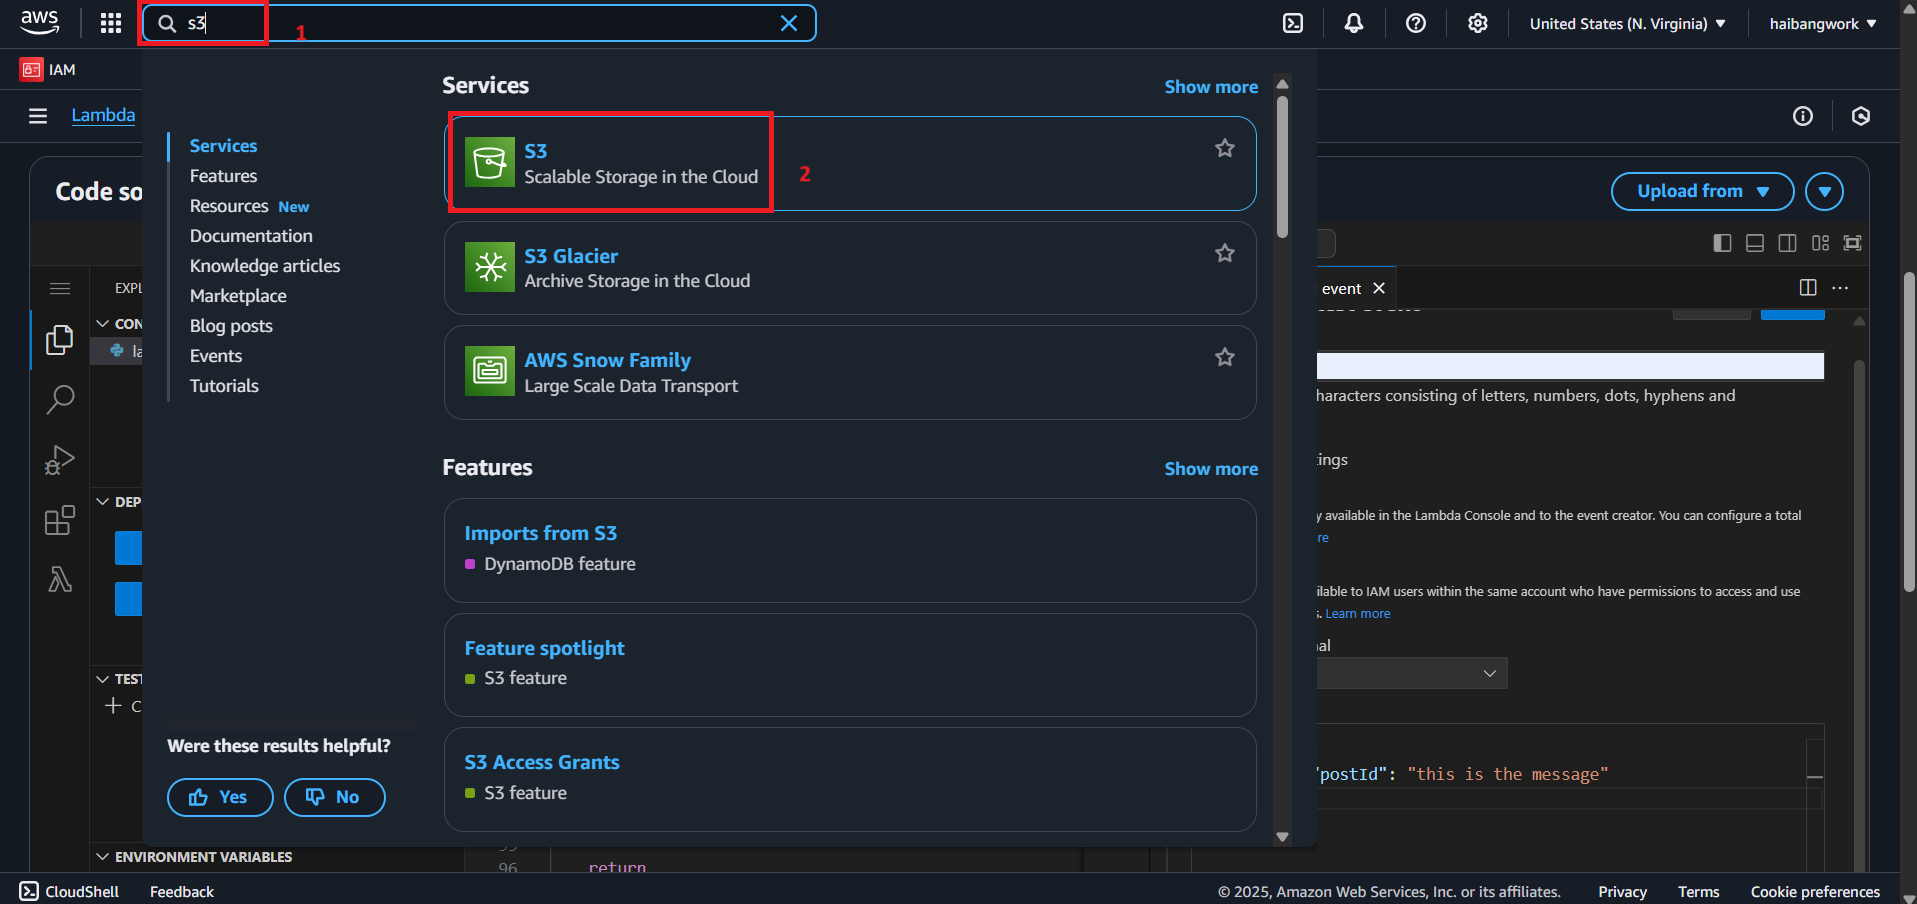 aws
s3
1
United States (N. Virginia)
haibangwork
IAM
Lambda
Services
Show more
Services
Features
Resources New
Documentation
Knowledge articles
Marketplace
Blog posts
Events
Tutorials
S3
Scalable Storage in the Cloud
2
S3 Glacier
Archive Storage in the Cloud
AWS Snow Family
Large Scale Data Transport
Features
Show more
Imports from S3
DynamoDB feature
Feature spotlight
S3 feature
S3 Access Grants
S3 feature
Were these results helpful?
Yes
No
Code so
Upload from
EXPL
CON
la
DEP
TEST
C
ENVIRONMENT VARIABLES
event
haracters consisting of letters, numbers, dots, hyphens and
tings
y available in the Lambda Console and to the event creator. You can configure a total
re
ilable to IAM users within the same account who have permissions to access and use
s. Learn more
nal
"postId": "this is the message"
96 return
CloudShell
Feedback
© 2025, Amazon Web Services, Inc. or its affiliates.
Privacy
Terms
Cookie preferences